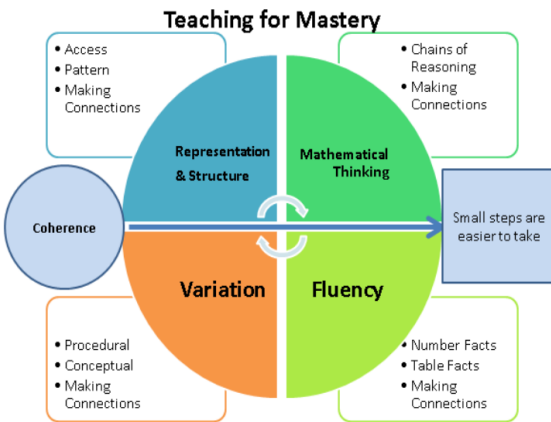 Teaching for Mastery
• Access
• Pattern
• Making
Connections
• Chains of
Reasoning
• Making
Connections
Representation
& Structure
Mathematical
Thinking
Coherence
Small steps are
easier to take
Variation
Fluency
• Procedural
• Conceptual
• Making
Connections
• Number Facts
• Table Facts
• Making
Connections